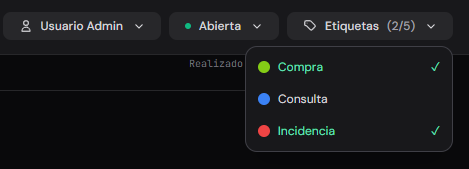 Usuario Admin
Abierta
Etiquetas (2/5)
Realizado
Compra
Consulta
Incidencia